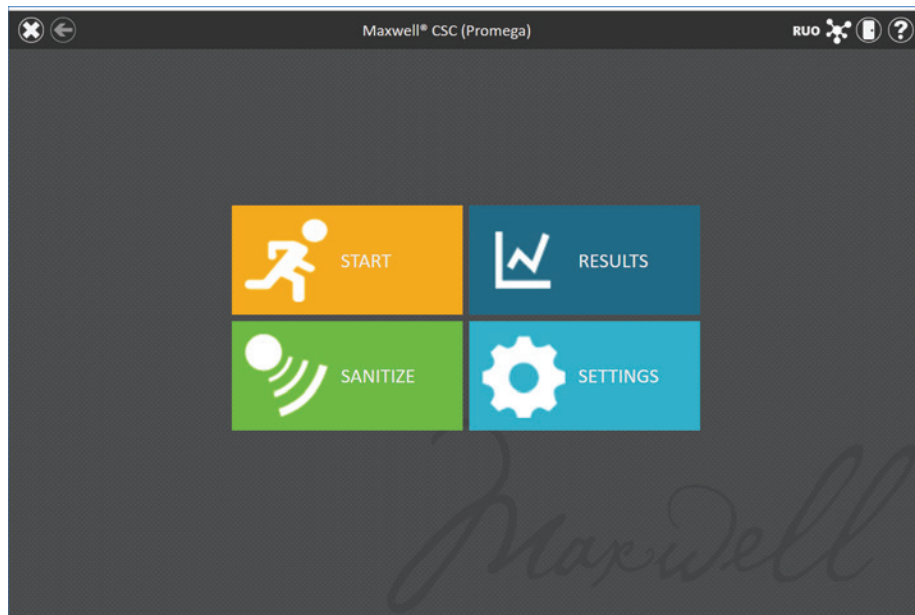 Maxwell® CSC (Promega)
RUO
?
START
RESULTS
SANITIZE
SETTINGS
Maxwell